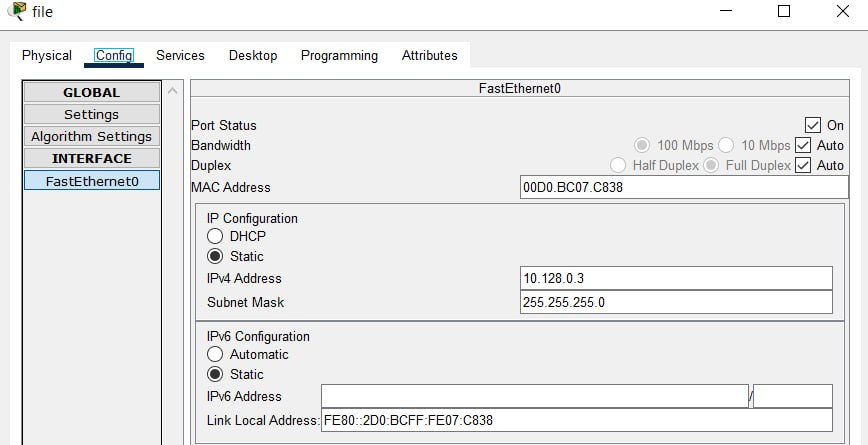 file
Physical Config Services Desktop Programming Attributes
GLOBAL
Settings
Algorithm Settings
INTERFACE
FastEthernet0
FastEthernet0
Port Status On
Bandwidth 100 Mbps 10 Mbps Auto
Duplex Half Duplex Full Duplex Auto
MAC Address 00D0.BC07.C838
IP Configuration
DHCP
Static
IPv4 Address 10.128.0.3
Subnet Mask 255.255.255.0
IPv6 Configuration
Automatic
Static
IPv6 Address /
Link Local Address: FE80::2D0:BCFF:FE07:C838